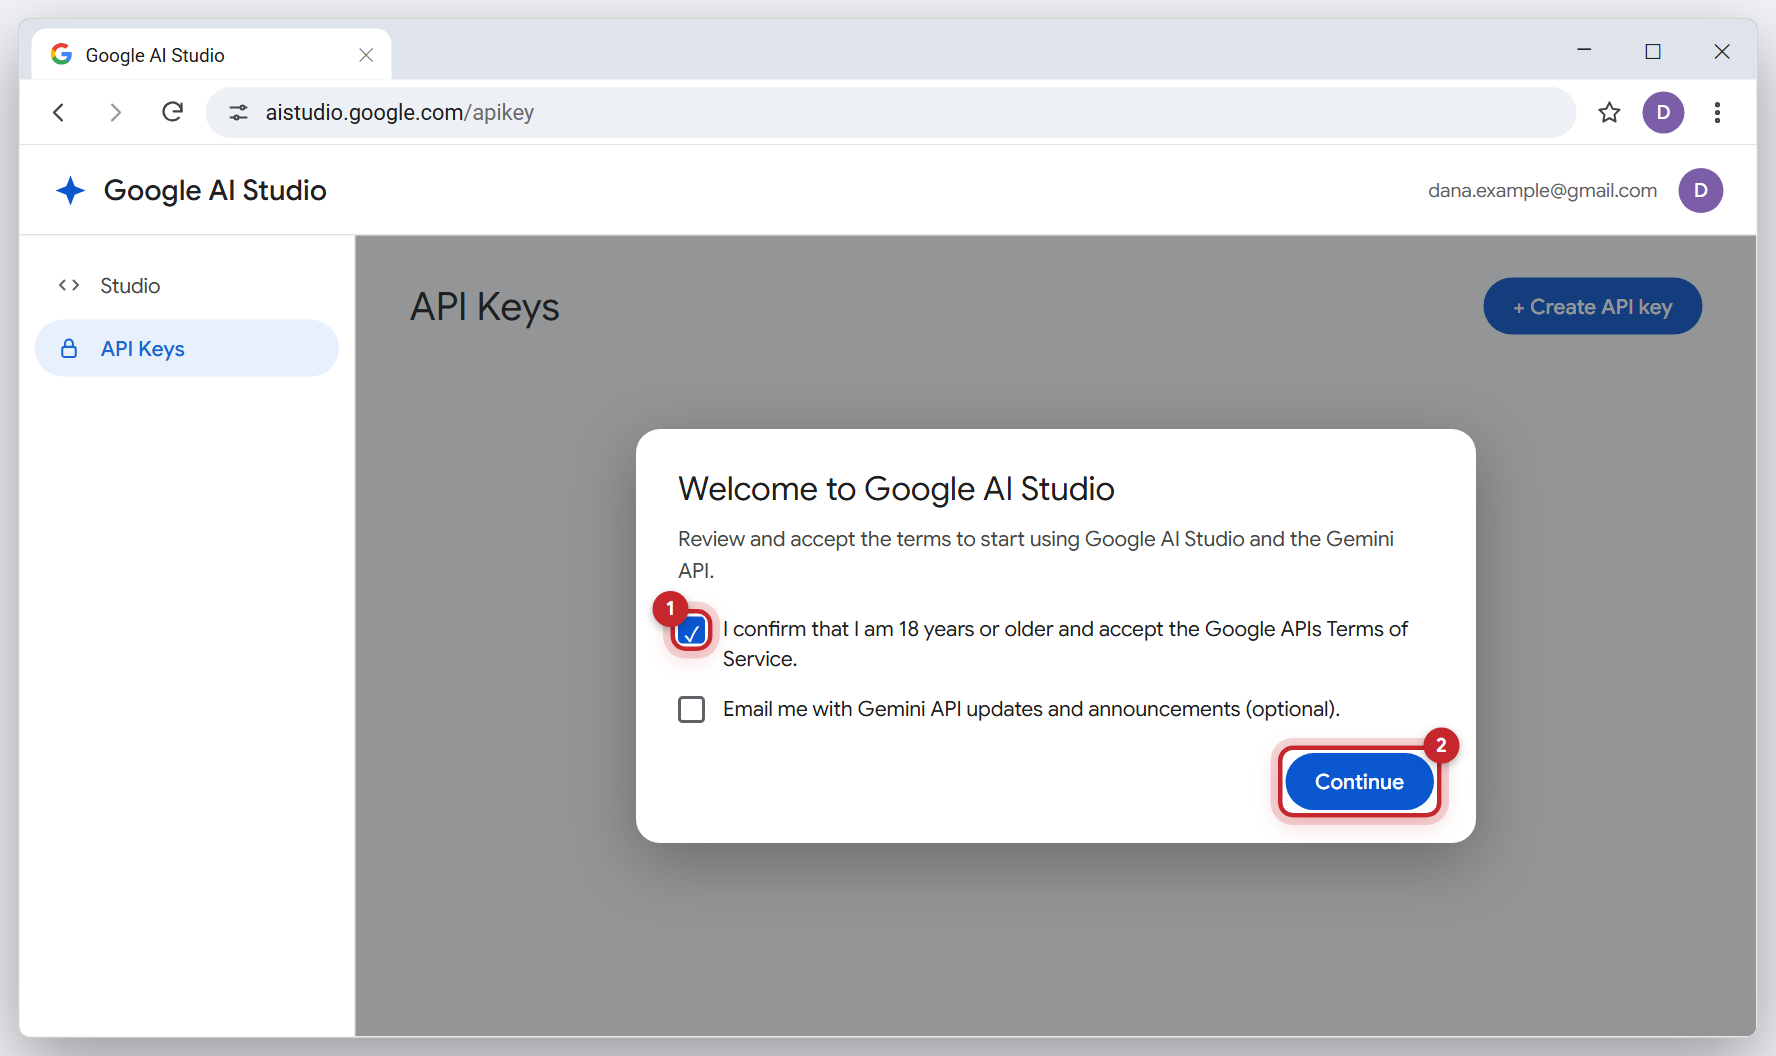 Google AI Studio
aistudio.google.com/apikey
D
Google AI Studio
dana.example@gmail.com
D
Studio
API Keys
API Keys
+ Create API key
Welcome to Google AI Studio
Review and accept the terms to start using Google AI Studio and the Gemini
API.
1
I confirm that I am 18 years or older and accept the Google APIs Terms of
Service.
Email me with Gemini API updates and announcements (optional).
2
Continue